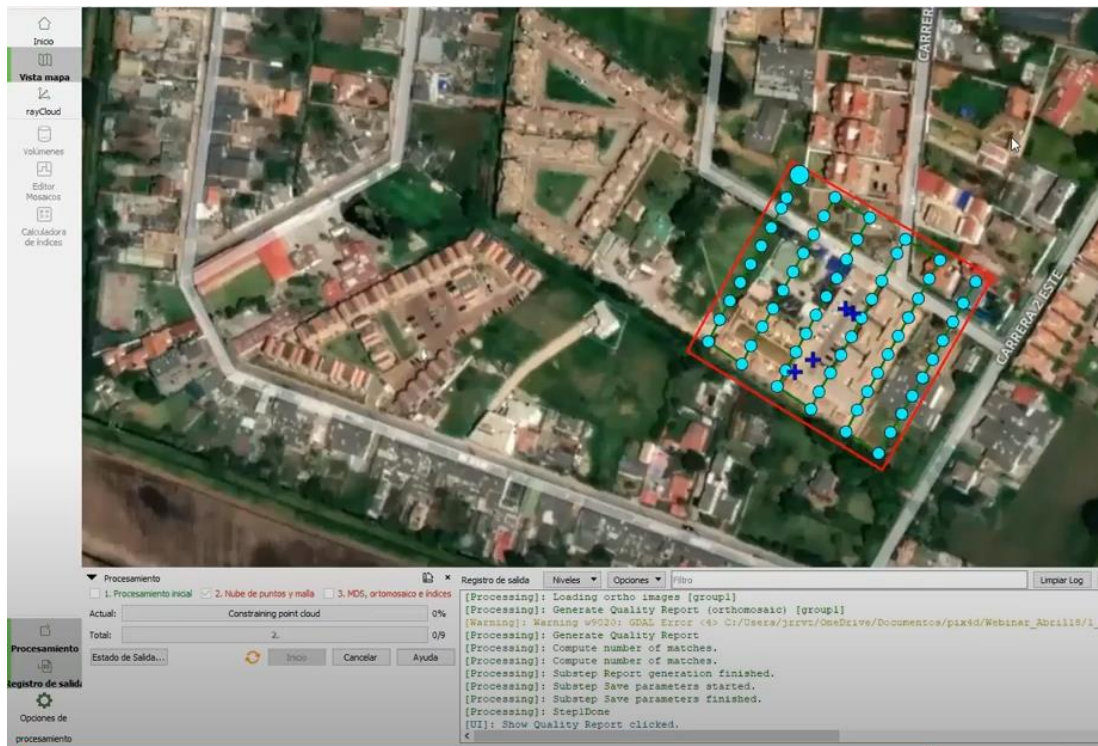 Inicio
Vista mapa
rayCloud
Volúmenes
Editor
Mosaicos
Calculadora
de índices
CARRERA
CARRERA 2 ESTE
Procesamiento
1. Procesamiento inicial
2. Nube de puntos y malla
3. MDS, ortomosaico e índices
Actual:
Constraining point cloud
0%
Total:
2.
0/9
Estado de Salida...
Inicio
Cancelar
Ayuda
Procesamiento
Registro de salida
Opciones de
procesamiento
Registro de salida
Niveles
Opciones
Filtro
Limpiar Log
[Processing]: Loading ortho images [group1]
[Processing]: Generate Quality Report (orthomosaic) [group1]
[Warning]: Warning w9020: GDAL Error <4> C:/Users/jrrvt/OneDrive/Documentos/pix4d/Webinar_Abril15/1_
[Processing]: Generate Quality Report
[Processing]: Compute number of matches.
[Processing]: Compute number of matches.
[Processing]: Substep Report generation finished.
[Processing]: Substep Save parameters started.
[Processing]: Substep Save parameters finished.
[Processing]: Step1Done
[UI]: Show Quality Report clicked.